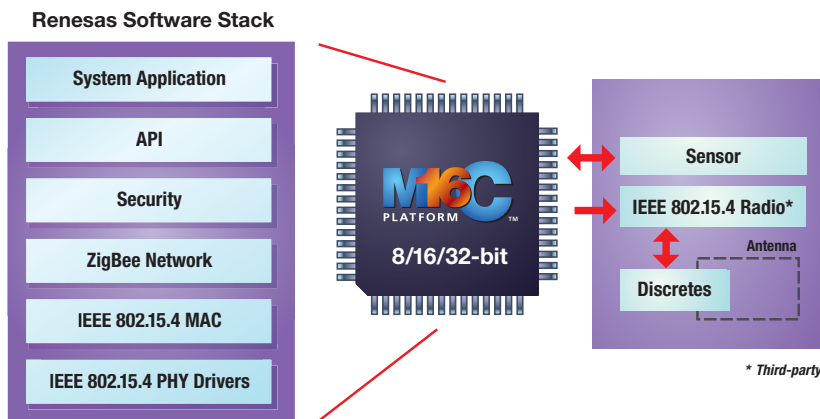 Renesas Software Stack
System Application
API
Security
ZigBee Network
IEEE 802.15.4 MAC
IEEE 802.15.4 PHY Drivers
M16C
PLATFORM ™
8/16/32-bit
Sensor
IEEE 802.15.4 Radio*
Antenna
Discretes
* Third-party